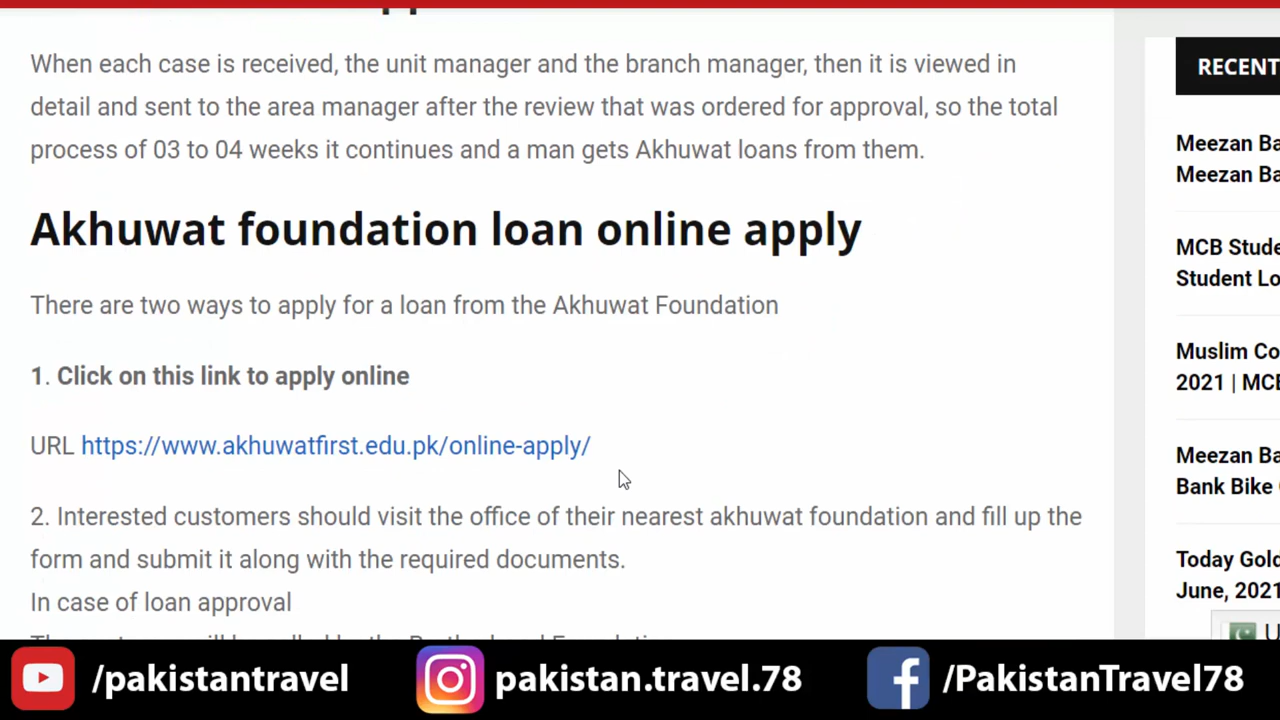 When each case is received, the unit manager and the branch manager, then it is viewed in
detail and sent to the area manager after the review that was ordered for approval, so the total
process of 03 to 04 weeks it continues and a man gets Akhuwat loans from them.
Akhuwat foundation loan online apply
There are two ways to apply for a loan from the Akhuwat Foundation
1. Click on this link to apply online
URL https://www.akhuwatfirst.edu.pk/online-apply/
2. Interested customers should visit the office of their nearest akhuwat foundation and fill up the
form and submit it along with the required documents.
In case of loan approval
RECENT
Meezan Ba
Meezan Ba
MCB Stude
Student Lo
Muslim Co
2021 | MCB
Meezan Ba
Bank Bike
Today Gold
June, 2021
U
/pakistantravel
pakistan.travel.78
/PakistanTravel78